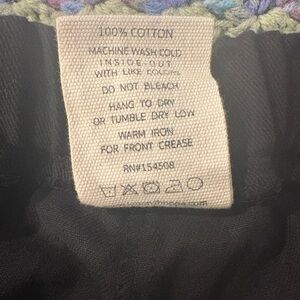 100% COTTON
MACHINE WASH COLD
INSIDE-OUT
WITH LIKE COLORS
DO NOT BLEACH
HANG TO DRY
OR TUMBLE DRY LOW
WARM IRON
FOR FRONT CREASE
RN#154508